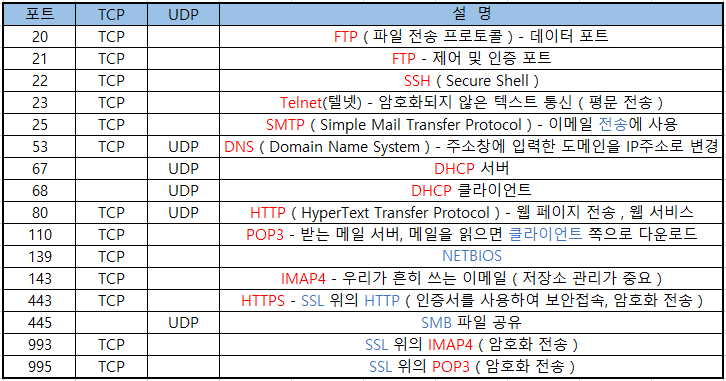 포트 TCP UDP 설 명
20 TCP FTP ( 파일 전송 프로토콜 ) - 데이터 포트
21 TCP FTP - 제어 및 인증 포트
22 TCP SSH ( Secure Shell )
23 TCP Telnet(텔넷) - 암호화되지 않은 텍스트 통신 ( 평문 전송 )
25 TCP SMTP ( Simple Mail Transfer Protocol ) - 이메일 전송에 사용
53 TCP UDP DNS ( Domain Name System ) - 주소창에 입력한 도메인을 IP주소로 변경
67 UDP DHCP 서버
68 UDP DHCP 클라이언트
80 TCP UDP HTTP ( HyperText Transfer Protocol ) - 웹 페이지 전송 , 웹 서비스
110 TCP POP3 - 받는 메일 서버, 메일을 읽으면 클라이언트 쪽으로 다운로드
139 TCP NETBIOS
143 TCP IMAP4 - 우리가 흔히 쓰는 이메일 ( 저장소 관리가 중요 )
443 TCP HTTPS - SSL 위의 HTTP ( 인증서를 사용하여 보안접속, 암호화 전송 )
445 UDP SMB 파일 공유
993 TCP SSL 위의 IMAP4 ( 암호화 전송 )
995 TCP SSL 위의 POP3 ( 암호화 전송 )